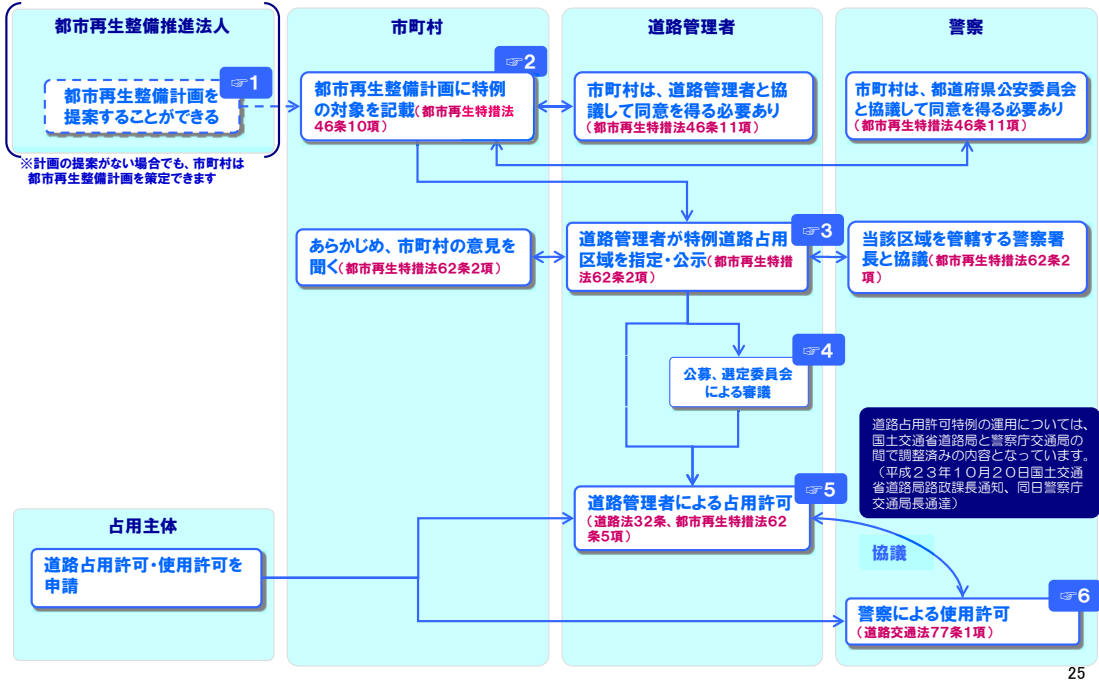 都市再生整備推進法人
市町村
道路管理者
警察
☞1
都市再生整備計画を
提案することができる
※計画の提案がない場合でも、市町村は
都市再生整備計画を策定できます
☞2
都市再生整備計画に特例
の対象を記載(都市再生特措法
46条10項)
市町村は、道路管理者と協
議して同意を得る必要あり
(都市再生特措法46条11項)
市町村は、都道府県公安委員会
と協議して同意を得る必要あり
(都市再生特措法46条11項)
あらかじめ、市町村の意見を
聞く(都市再生特措法62条2項)
☞3
道路管理者が特例道路占用
区域を指定・公示(都市再生特措
法62条2項)
当該区域を管轄する警察署
長と協議(都市再生特措法62条2
項)
☞4
公募、選定委員会
による審議
道路占用許可特例の運用については、
国土交通省道路局と警察庁交通局の
間で調整済みの内容となっています。
(平成23年10月20日国土交通
省道路局路政課長通知、同日警察庁
交通局長通達)
☞5
道路管理者による占用許可
(道路法32条、都市再生特措法62
条5項)
占用主体
道路占用許可・使用許可を
申請
協議
☞6
警察による使用許可
(道路交通法77条1項)
25